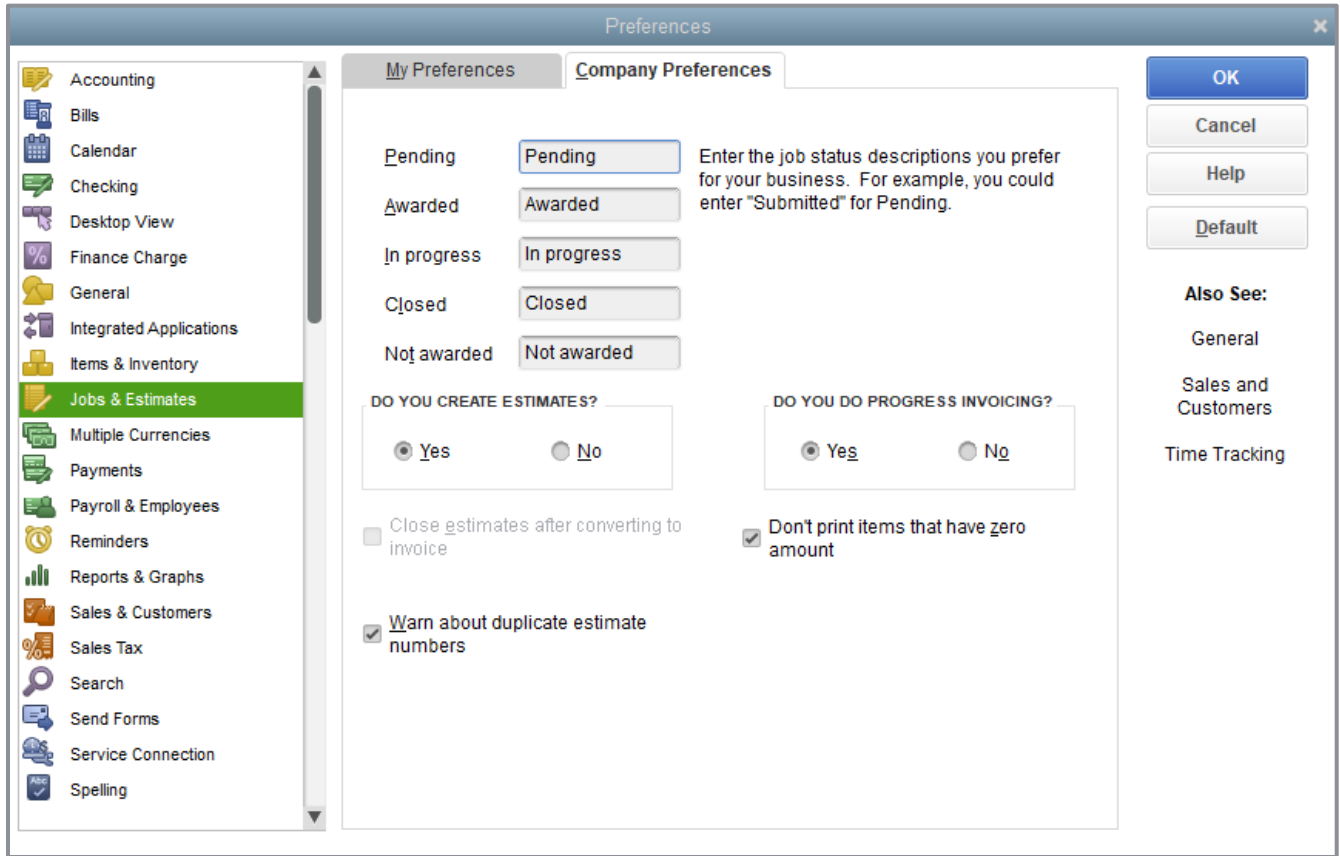 Preferences
Accounting
Bills
Calendar
Checking
Desktop View
Finance Charge
General
Integrated Applications
Items & Inventory
Jobs & Estimates
Multiple Currencies
Payments
Payroll & Employees
Reminders
Reports & Graphs
Sales & Customers
Sales Tax
Search
Send Forms
Service Connection
Spelling
My Preferences
Company Preferences
Pending Pending
Awarded Awarded
In progress In progress
Closed Closed
Not awarded Not awarded
Enter the job status descriptions you prefer
for your business. For example, you could
enter "Submitted" for Pending.
DO YOU CREATE ESTIMATES?
Yes No
Close estimates after converting to
invoice
Warn about duplicate estimate
numbers
DO YOU DO PROGRESS INVOICING?
Yes No
Don't print items that have zero
amount
OK
Cancel
Help
Default
Also See:
General
Sales and
Customers
Time Tracking